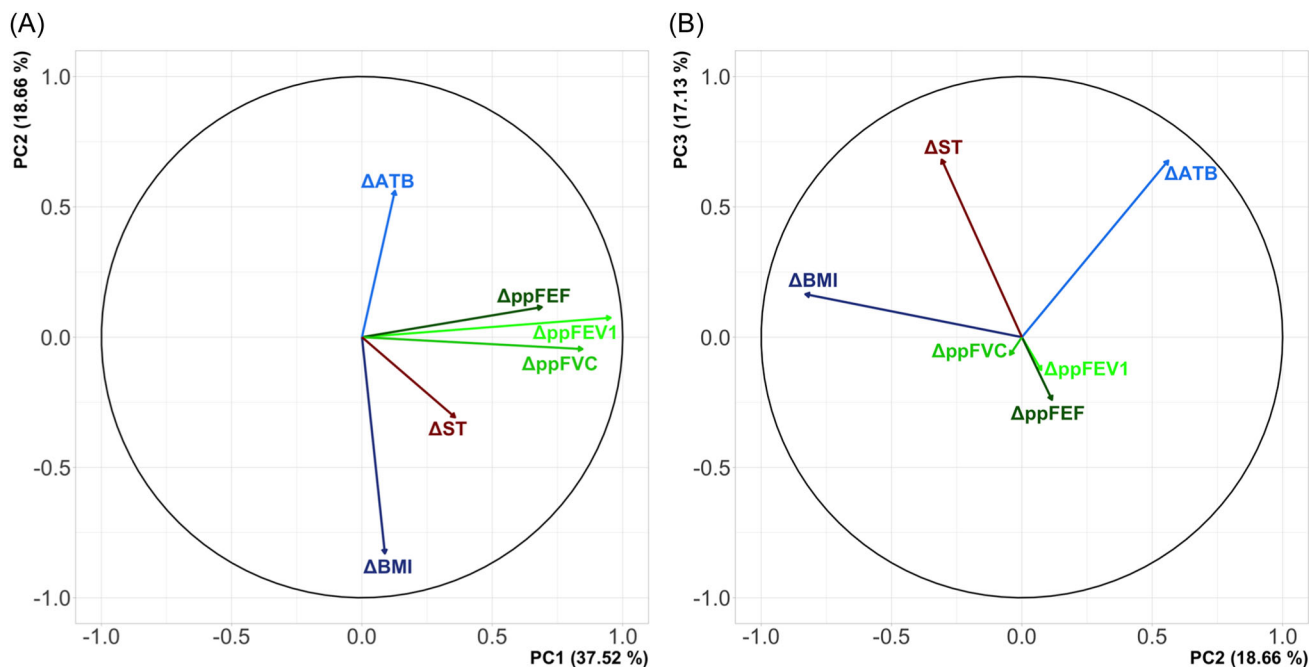 (A)
PC2 (18.66 %)
1.0
0.5
0.0
-0.5
-1.0
ΔATB
ΔppFEF
ΔppFEV1
ΔppFVC
ΔST
ΔBMI
-1.0 -0.5 0.0 0.5 1.0
PC1 (37.52 %)
(B)
PC3 (17.13 %)
1.0
0.5
0.0
-0.5
-1.0
ΔST
ΔATB
ΔBMI
ΔppFVC
ΔppFEV1
ΔppFEF
-1.0 -0.5 0.0 0.5 1.0
PC2 (18.66 %)